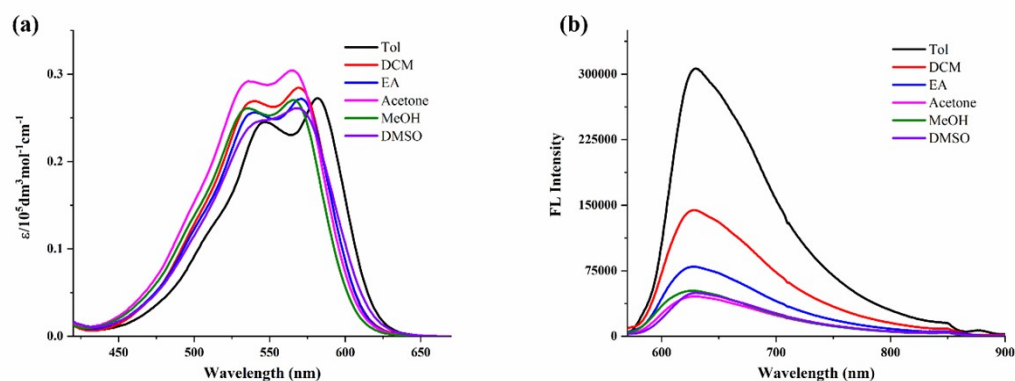 (a)
Tol
DCM
EA
Acetone
MeOH
DMSO
ε/10⁵dm³mol⁻¹cm⁻¹
0.3
0.2
0.1
0.0
450 500 550 600 650
Wavelength (nm)
(b)
Tol
DCM
EA
Acetone
MeOH
DMSO
FL Intensity
300000
225000
150000
75000
0
600 700 800 900
Wavelength (nm)